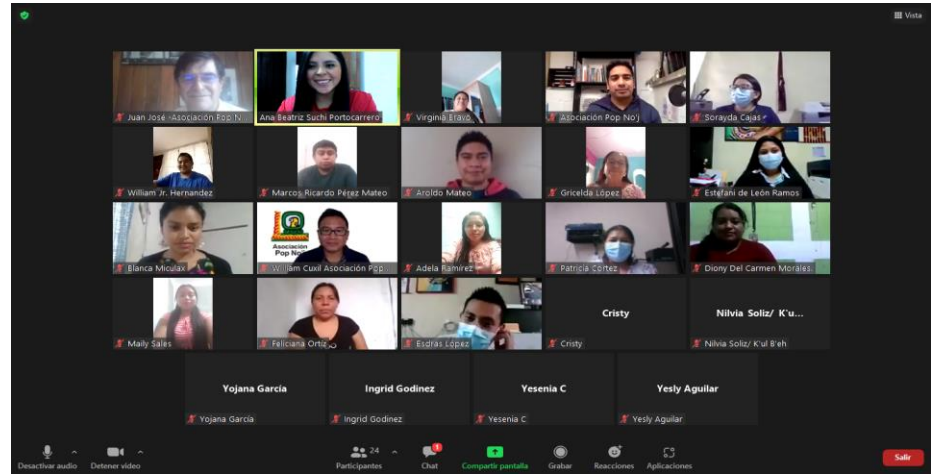 Vista
Juan José -Asociación Pop N...
Ana Beatriz Suchi Portocarrero
Virginia Bravo
Asociación Pop No'j
Sorayda Cajas
William Jr. Hernandez
Marcos Ricardo Pérez Mateo
Aroldo Mateo
Gricelda López
Estefani de León Ramos
Blanca Miculax
Asociación
Pop No'j
William Cuxil Asociación Pop...
Adela Ramírez
Patricia Cortez
Diony Del Carmen Morales
Maily Sales
Feliciana Ortiz
Esdras López
Cristy
Cristy
Nilvia Soliz/ K'u...
Nilvia Soliz/ K'ul B'eh
Yojana García
Yojana García
Ingrid Godinez
Ingrid Godinez
Yesenia C
Yesenia C
Yesly Aguilar
Yesly Aguilar
Desactivar audio
Detener video
24
Participantes
1
Chat
Compartir pantalla
Grabar
Reacciones
Aplicaciones
Salir